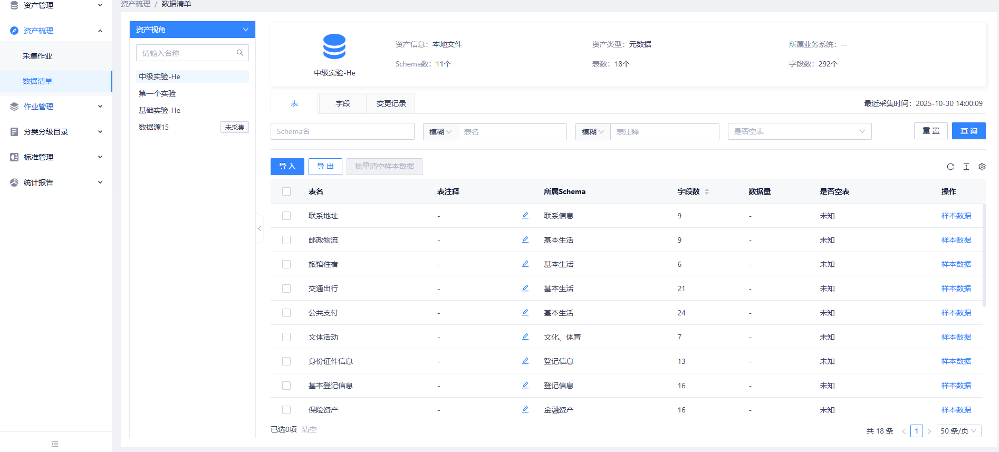 资产管理
资产梳理
采集作业
数据清单
作业管理
分类分级目录
标准管理
统计报告
资产梳理 / 数据清单
资产视角
请输入名称
中级实验-He
第一个实验
基础实验-He
数据源15 未采集
中级实验-He
资产信息：本地文件 资产类型：元数据 所属业务系统：--
Schema数：11个 表数：18个 字段数：292个
表 字段 变更记录 最近采集时间：2025-10-30 14:00:09
Schema名 模糊 表名 模糊 表注释 是否空表 重置 查询
导入 导出 批量清空样本数据
表名 表注释 所属Schema 字段数 数据量 是否空表 操作
联系地址 - 联系信息 9 - 未知 样本数据
邮政物流 - 基本生活 9 - 未知 样本数据
旅馆住宿 - 基本生活 6 - 未知 样本数据
交通出行 - 基本生活 21 - 未知 样本数据
公共支付 - 基本生活 24 - 未知 样本数据
文体活动 - 文化、体育 7 - 未知 样本数据
身份证件信息 - 登记信息 13 - 未知 样本数据
基本登记信息 - 登记信息 16 - 未知 样本数据
保险资产 - 金融资产 16 - 未知 样本数据
已选0项 清空
共 18 条 < 1 > 50 条/页